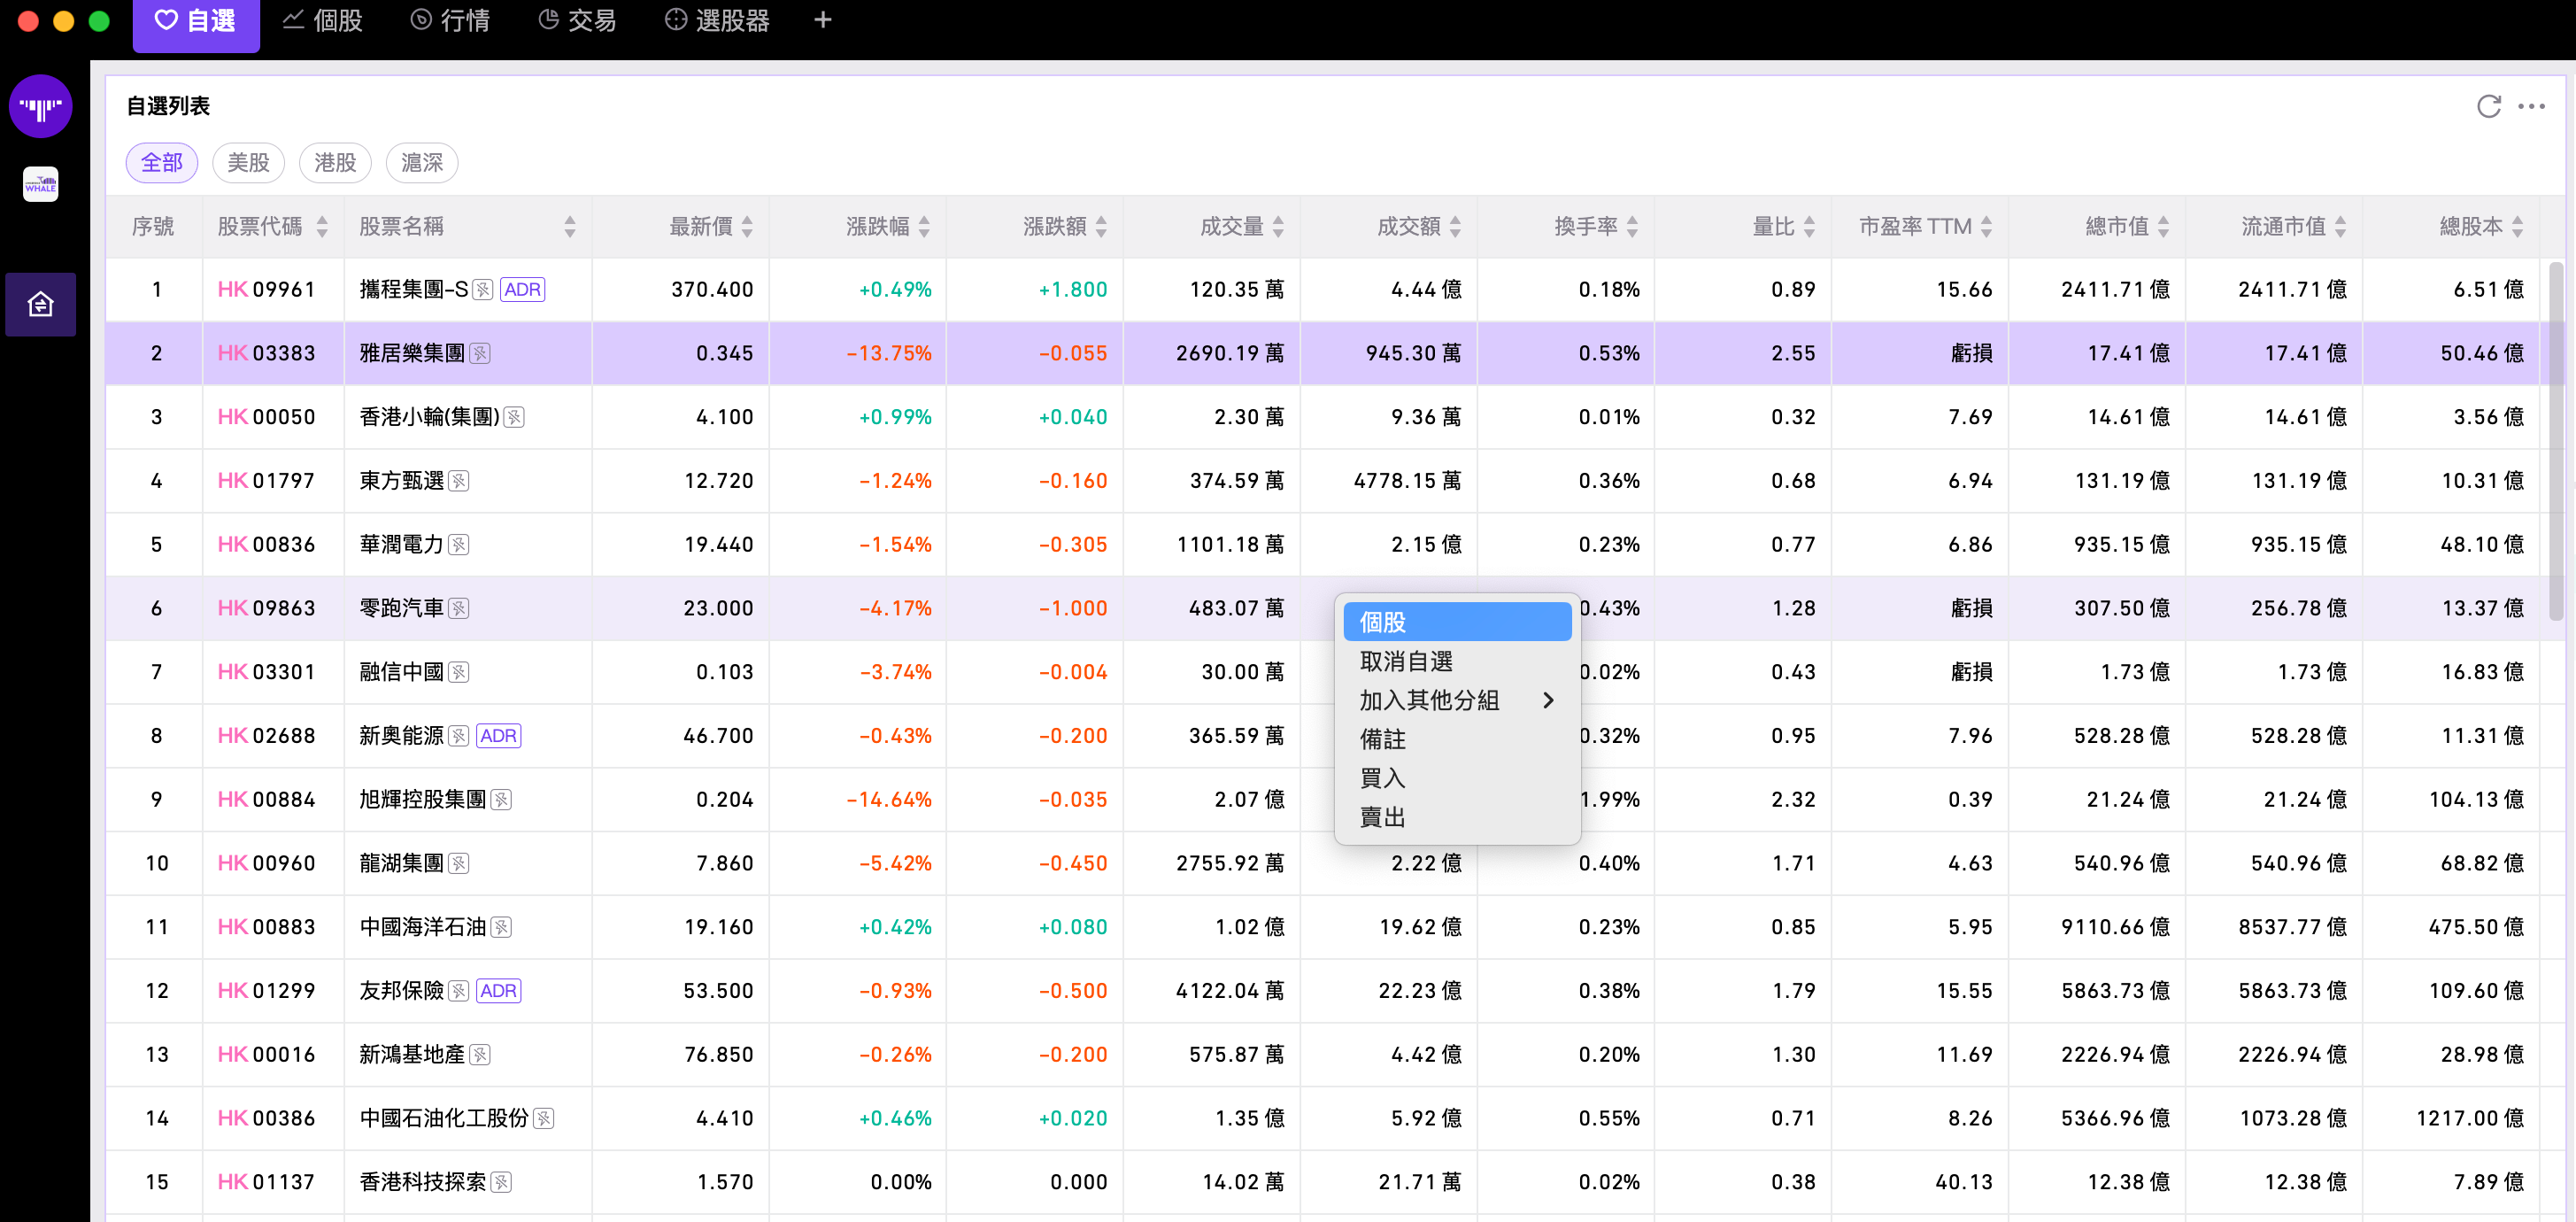 自選 個股 行情 交易 選股器 +
WHALE
自選列表
全部 美股 港股 滬深
序號 股票代碼 股票名稱 最新價 漲跌幅 漲跌額 成交量 成交額 換手率 量比 市盈率 TTM 總市值 流通市值 總股本
1 HK 09961 攜程集團-S ADR 370.400 +0.49% +1.800 120.35 萬 4.44 億 0.18% 0.89 15.66 2411.71 億 2411.71 億 6.51 億
2 HK 03383 雅居樂集團 0.345 -13.75% -0.055 2690.19 萬 945.30 萬 0.53% 2.55 虧損 17.41 億 17.41 億 50.46 億
3 HK 00050 香港小輪(集團) 4.100 +0.99% +0.040 2.30 萬 9.36 萬 0.01% 0.32 7.69 14.61 億 14.61 億 3.56 億
4 HK 01797 東方甄選 12.720 -1.24% -0.160 374.59 萬 4778.15 萬 0.36% 0.68 6.94 131.19 億 131.19 億 10.31 億
5 HK 00836 華潤電力 19.440 -1.54% -0.305 1101.18 萬 2.15 億 0.23% 0.77 6.86 935.15 億 935.15 億 48.10 億
6 HK 09863 零跑汽車 23.000 -4.17% -1.000 483.07 萬 0.43% 1.28 虧損 307.50 億 256.78 億 13.37 億
個股
取消自選
加入其他分組
備註
買入
賣出
7 HK 03301 融信中國 0.103 -3.74% -0.004 30.00 萬 0.02% 0.43 虧損 1.73 億 1.73 億 16.83 億
8 HK 02688 新奧能源 ADR 46.700 -0.43% -0.200 365.59 萬 0.32% 0.95 7.96 528.28 億 528.28 億 11.31 億
9 HK 00884 旭輝控股集團 0.204 -14.64% -0.035 2.07 億 1.99% 2.32 0.39 21.24 億 21.24 億 104.13 億
10 HK 00960 龍湖集團 7.860 -5.42% -0.450 2755.92 萬 2.22 億 0.40% 1.71 4.63 540.96 億 540.96 億 68.82 億
11 HK 00883 中國海洋石油 19.160 +0.42% +0.080 1.02 億 19.62 億 0.23% 0.85 5.95 9110.66 億 8537.77 億 475.50 億
12 HK 01299 友邦保險 ADR 53.500 -0.93% -0.500 4122.04 萬 22.23 億 0.38% 1.79 15.55 5863.73 億 5863.73 億 109.60 億
13 HK 00016 新鴻基地產 76.850 -0.26% -0.200 575.87 萬 4.42 億 0.20% 1.30 11.69 2226.94 億 2226.94 億 28.98 億
14 HK 00386 中國石油化工股份 4.410 +0.46% +0.020 1.35 億 5.92 億 0.55% 0.71 8.26 5366.96 億 1073.28 億 1217.00 億
15 HK 01137 香港科技探索 1.570 0.00% 0.000 14.02 萬 21.71 萬 0.02% 0.38 40.13 12.38 億 12.38 億 7.89 億